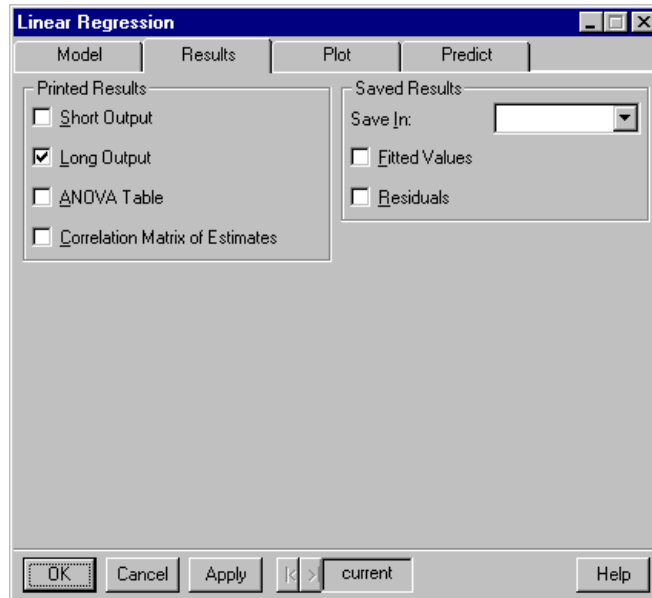 Linear Regression
Model Results Plot Predict
Printed Results
Short Output
Long Output
ANOVA Table
Correlation Matrix of Estimates
Saved Results
Save In:
Fitted Values
Residuals
OK Cancel Apply current Help